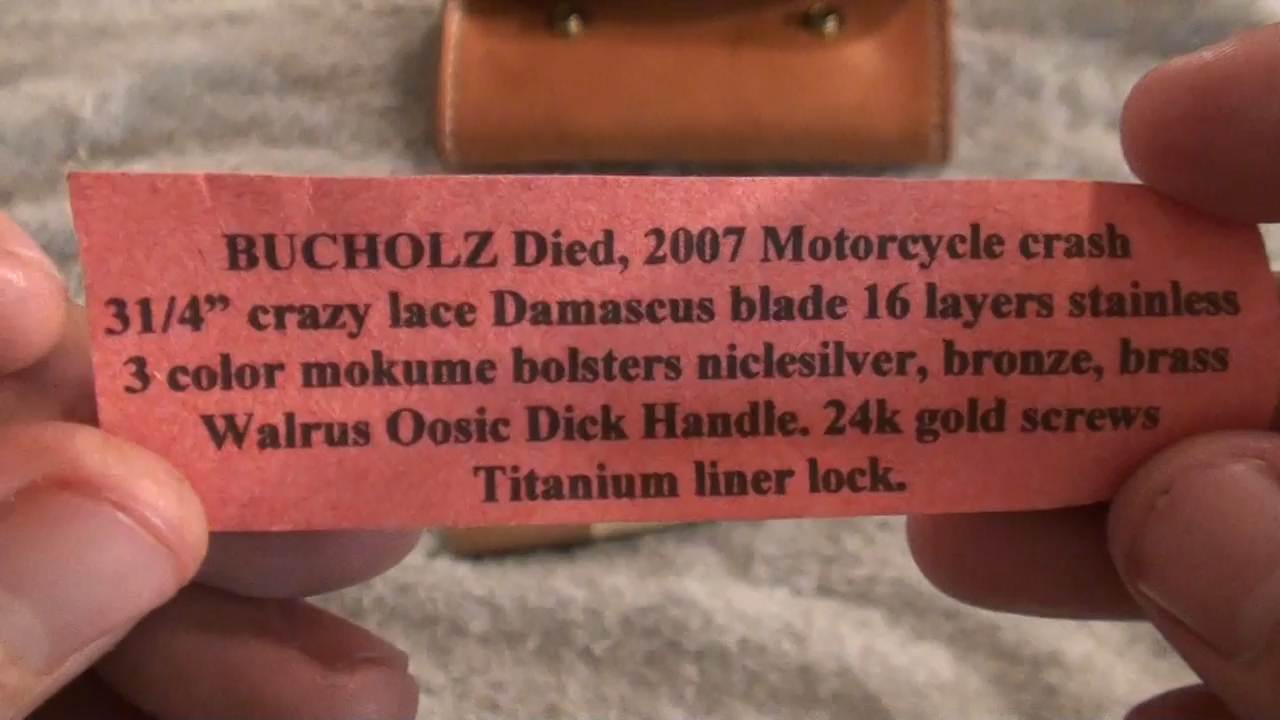 BUCHOLZ Died, 2007 Motorcycle crash
31/4” crazy lace Damascus blade 16 layers stainless
3 color mokume bolsters niclesilver, bronze, brass
Walrus Oosic Dick Handle. 24k gold screws
Titanium liner lock.